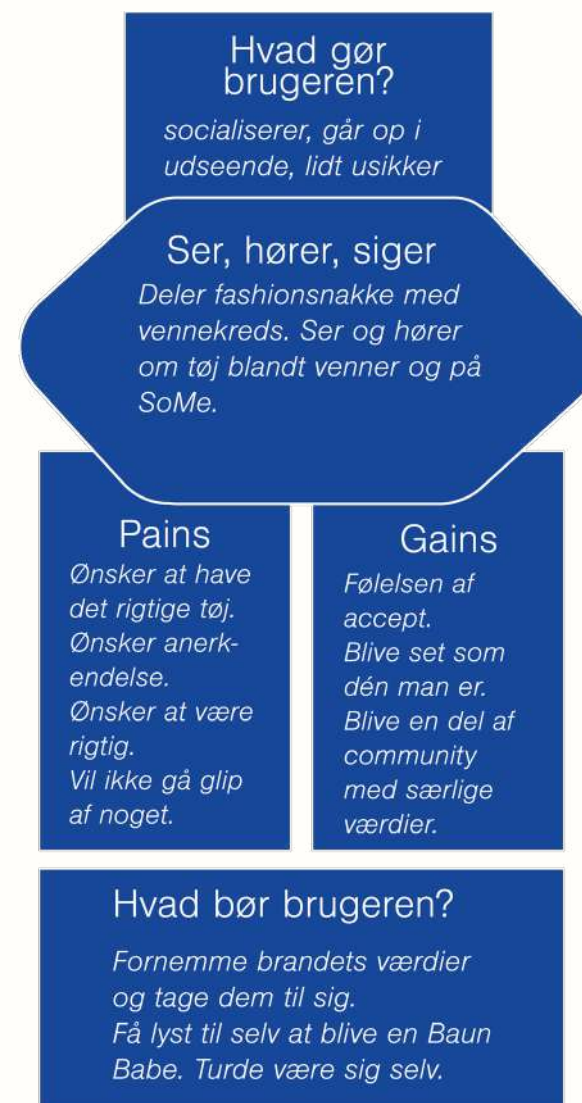 Hvad gør
brugeren?
socialiserer, går op i
udseende, lidt usikker
Ser, hører, siger
Deler fashionsnakke med
vennekreds. Ser og hører
om tøj blandt venner og på
SoMe.
Pains
Ønsker at have
det rigtige tøj.
Ønsker anerk-
endelse.
Ønsker at være
rigtig.
Vil ikke gå glip
af noget.
Gains
Følelsen af
accept.
Blive set som
dén man er.
Blive en del af
community
med særlige
værdier.
Hvad bør brugeren?
Fornemme brandets værdier
og tage dem til sig.
Få lyst til selv at blive en Baun
Babe. Turde være sig selv.